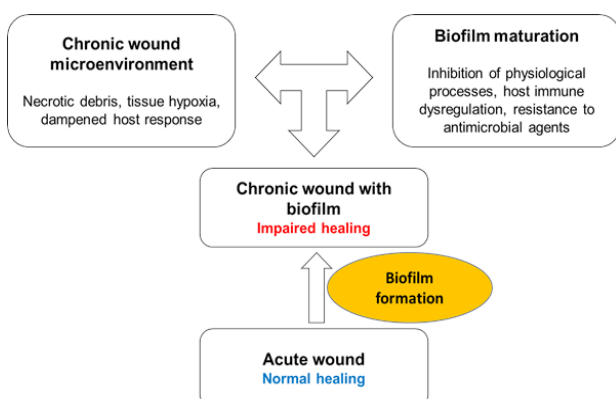 Chronic wound
microenvironment
Necrotic debris, tissue hypoxia,
dampened host response
Biofilm maturation
Inhibition of physiological
processes, host immune
dysregulation, resistance to
antimicrobial agents
Chronic wound with
biofilm
Impaired healing
Biofilm
formation
Acute wound
Normal healing